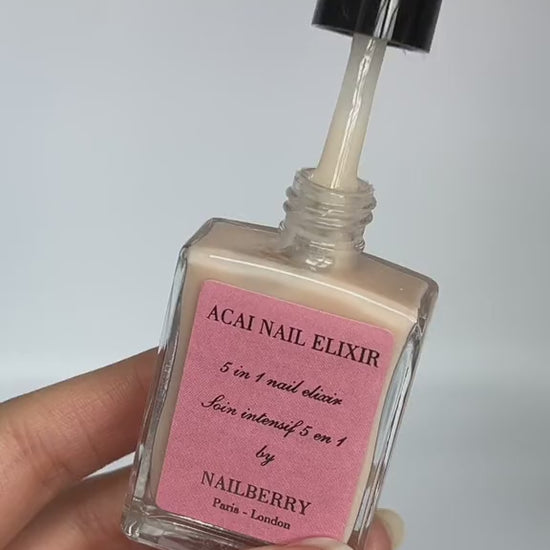 ACAI NAIL ELIXIR
5 in 1 nail elixir
Soin intensif 5 en 1
by
NAILBERRY
Paris - London